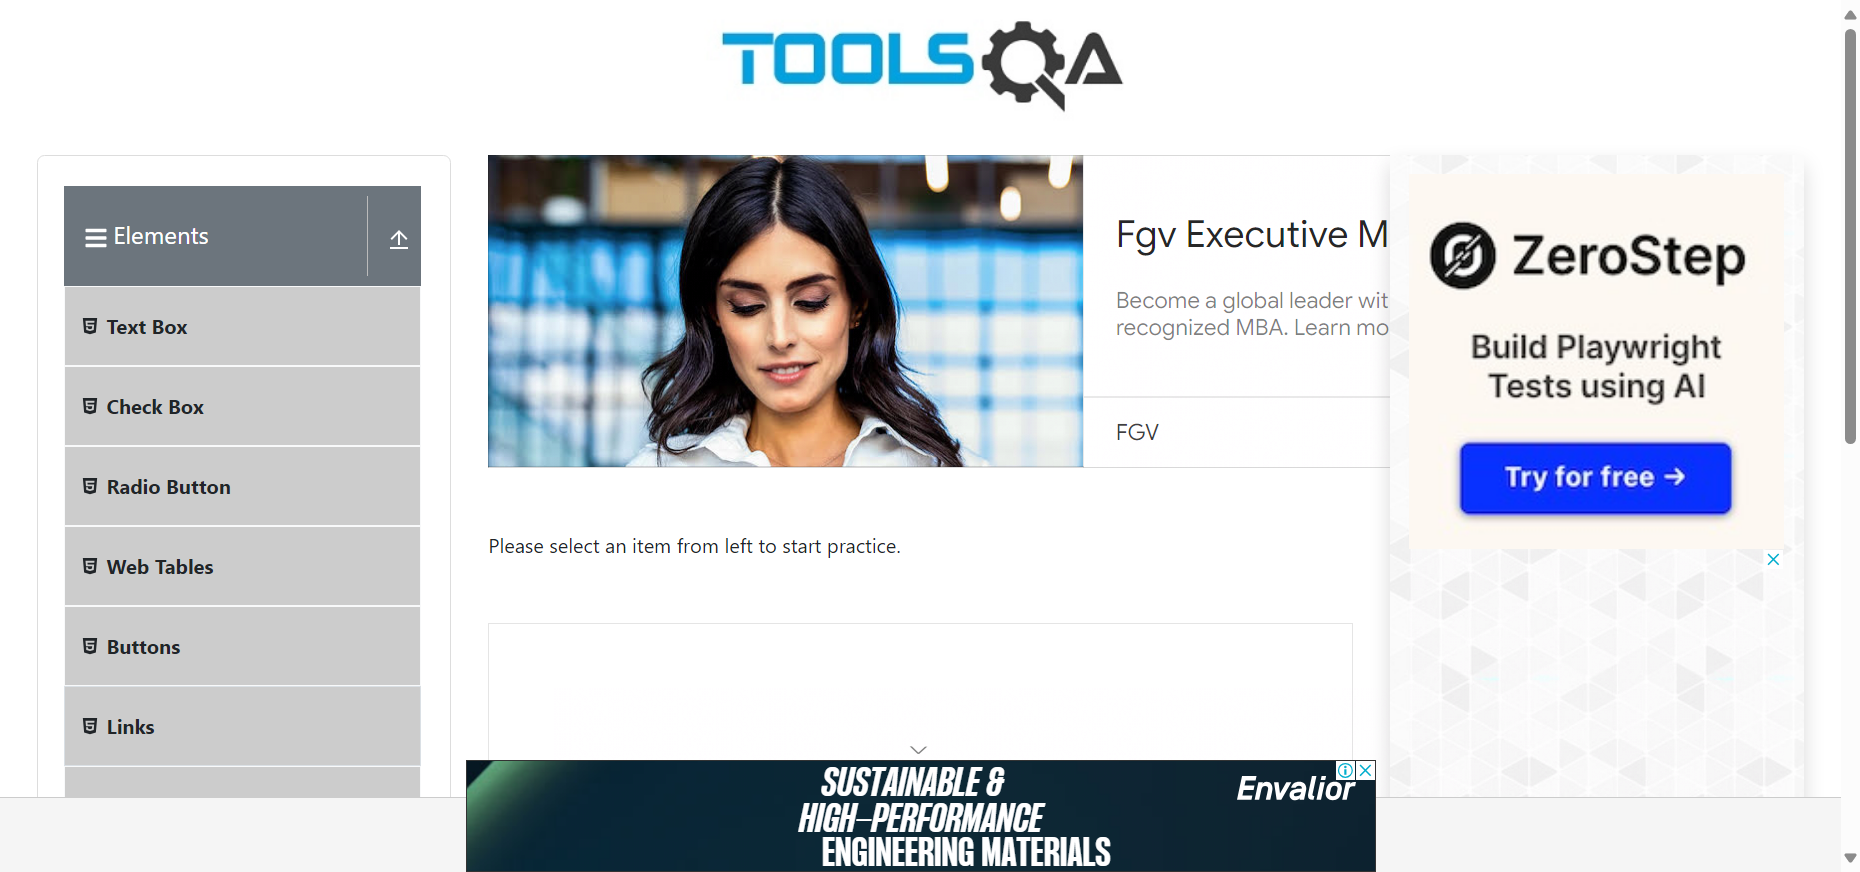 TOOLSQA
Elements
Text Box
Check Box
Radio Button
Web Tables
Buttons
Links
Fgv Executive M
Become a global leader wit
recognized MBA. Learn mo
FGV
ZeroStep
Build Playwright
Tests using AI
Try for free →
Please select an item from left to start practice.
SUSTAINABLE &
HIGH–PERFORMANCE
ENGINEERING MATERIALS
Envalior